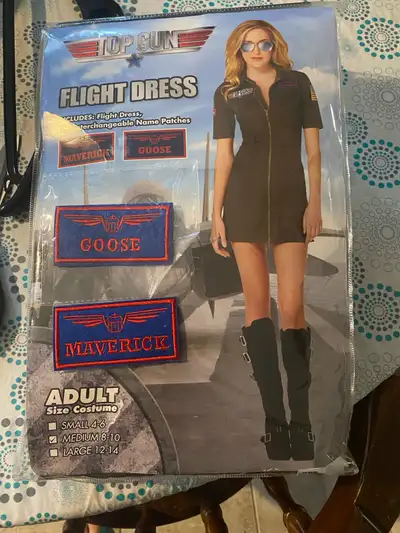 TOP GUN
FLIGHT DRESS
INCLUDES: Flight Dress,
terchangeable Name Patches
MAVERICK
GOOSE
GOOSE
MAVERICK
ADULT
Size Costume
SMALL 4-6
MEDIUM 8-10
LARGE 12-14